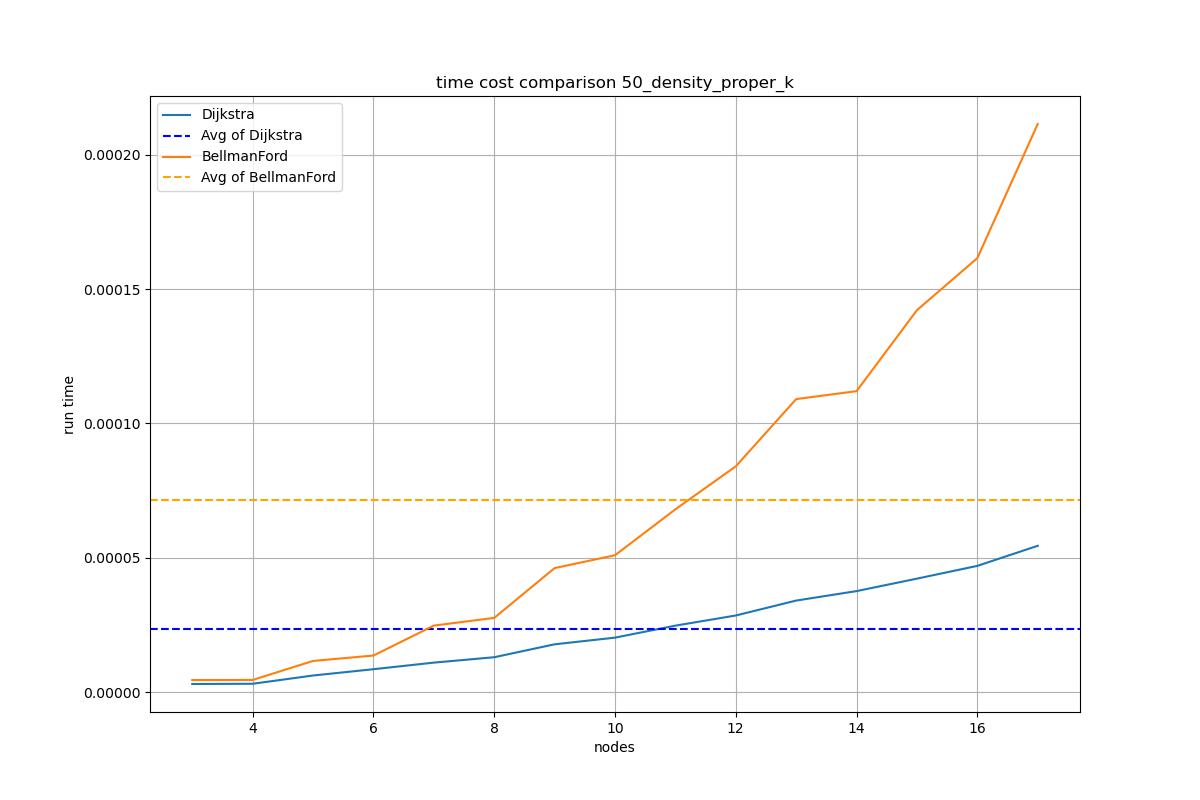 time cost comparison 50_density_proper_k
Dijkstra
Avg of Dijkstra
BellmanFord
Avg of BellmanFord
0.00020
0.00015
0.00010
0.00005
0.00000
run time
4 6 8 10 12 14 16
nodes